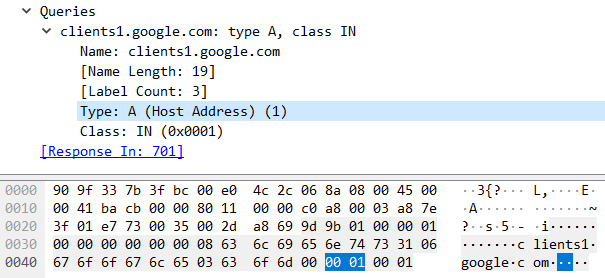 Queries
clients1.google.com: type A, class IN
Name: clients1.google.com
[Name Length: 19]
[Label Count: 3]
Type: A (Host Address) (1)
Class: IN (0x0001)
[Response In: 701]
0000 90 9f 33 7b 3f bc 00 e0 4c 2c 06 8a 08 00 45 00 ··3{?··· L,····E·
0010 00 41 ba cb 00 00 80 11 00 00 c0 a8 00 03 a8 7e ·A······ ·······~
0020 3f 01 e7 73 00 35 00 2d a8 69 9d 9b 01 00 00 01 ?··s·5·- ·i······
0030 00 00 00 00 00 00 08 63 6c 69 65 6e 74 73 31 06 ·······c lients1·
0040 67 6f 6f 67 6c 65 03 63 6f 6d 00 00 01 00 01 google·c om·····